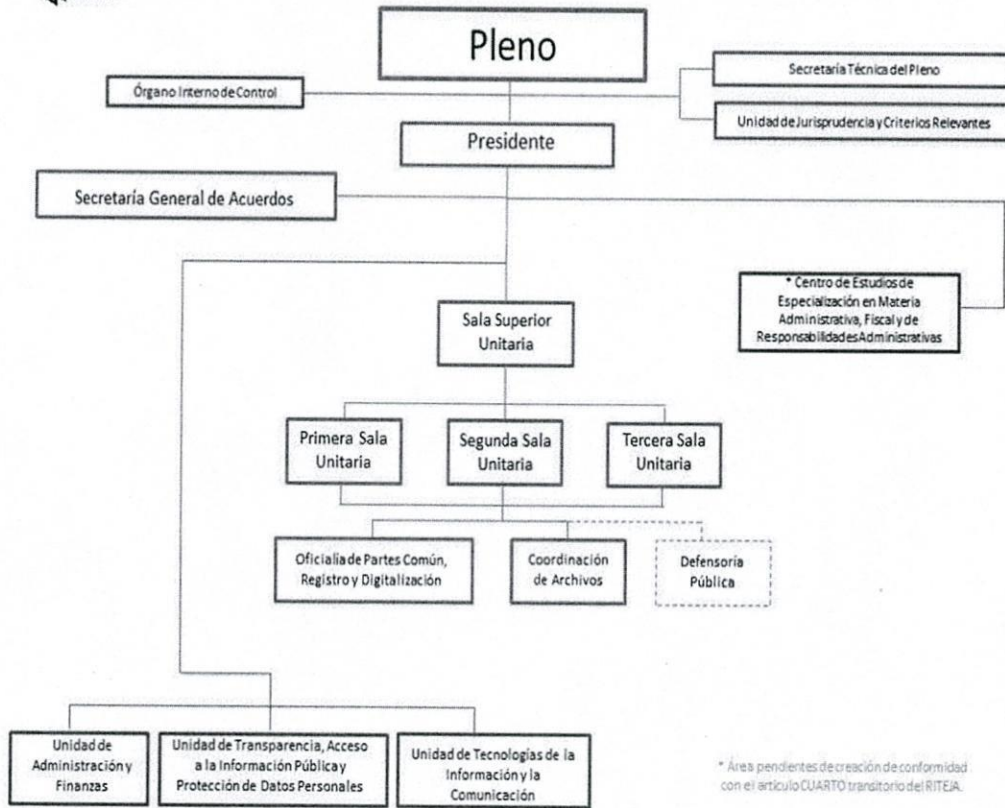 Pleno
Órgano Interno de Control
Secretaría Técnica del Pleno
Unidad de Jurisprudencia y Criterios Relevantes
Presidente
Secretaría General de Acuerdos
* Centro de Estudios de
Especialización en Materia
Administrativa, Fiscal y de
Responsabilidades Administrativas
Sala Superior
Unitaria
Primera Sala
Unitaria
Segunda Sala
Unitaria
Tercera Sala
Unitaria
Oficialia de Partes Común,
Registro y Digitalización
Coordinación
de Archivos
Defensoría
Pública
Unidad de
Administración y
Finanzas
Unidad de Transparencia, Acceso
a la Información Pública y
Protección de Datos Personales
Unidad de Tecnologías de la
Información y la
Comunicación
* Área pendientes de creación de conformidad
con el artículo CUARTO transitorio del RITEJA.